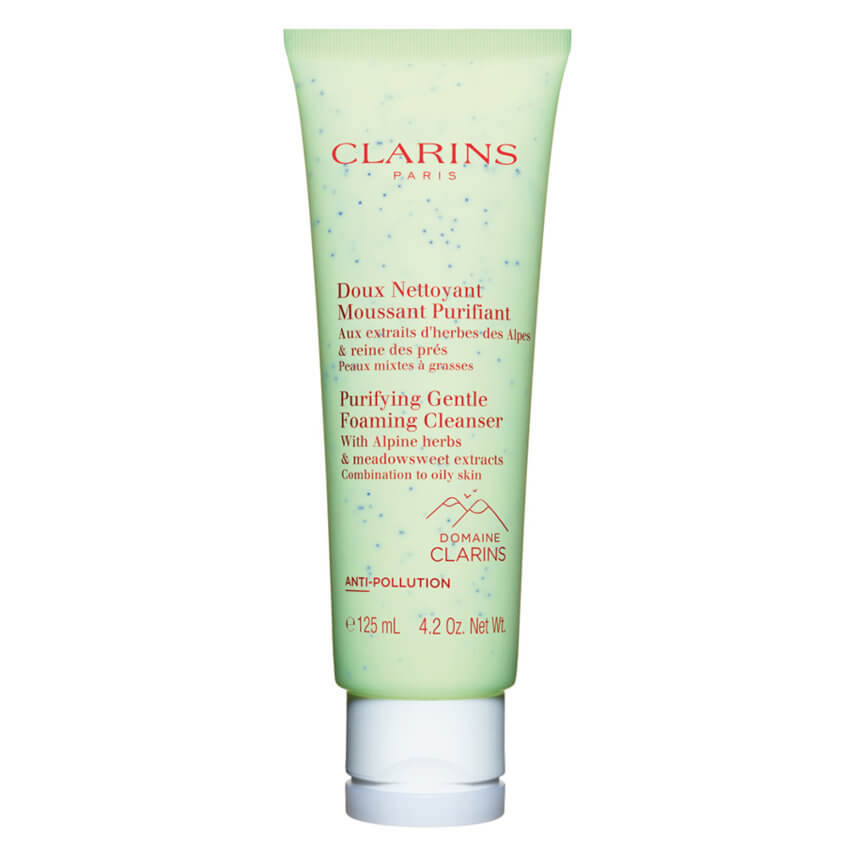 CLARINS
PARIS
Doux Nettoyant
Moussant Purifiant
Aux extraits d'herbes des Alpes
& reine des prés
Peaux mixtes à grasses
Purifying Gentle
Foaming Cleanser
With Alpine herbs
& meadowsweet extracts
Combination to oily skin
DOMAINE
CLARINS
ANTI-POLLUTION
℮125 mL 4.2 Oz. Net Wt.